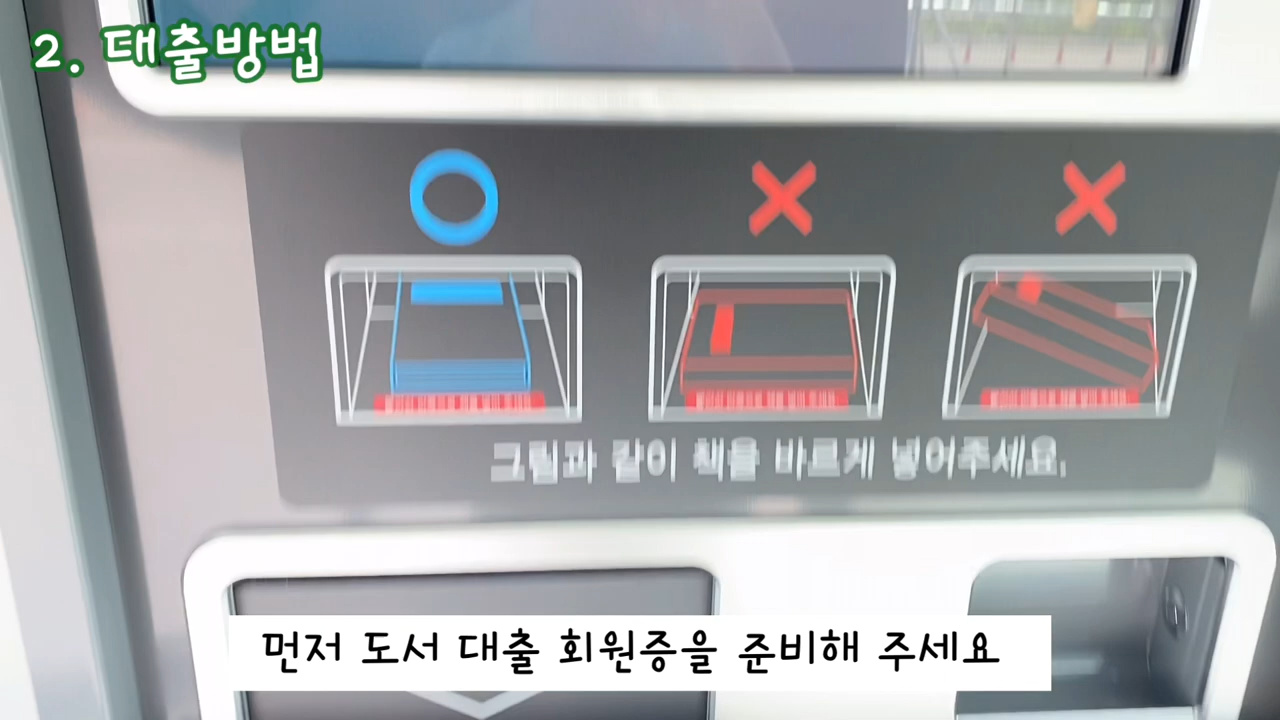 2. 대출방법
그림과 같이 책을 바르게 넣어주세요.
먼저 도서 대출 회원증을 준비해 주세요